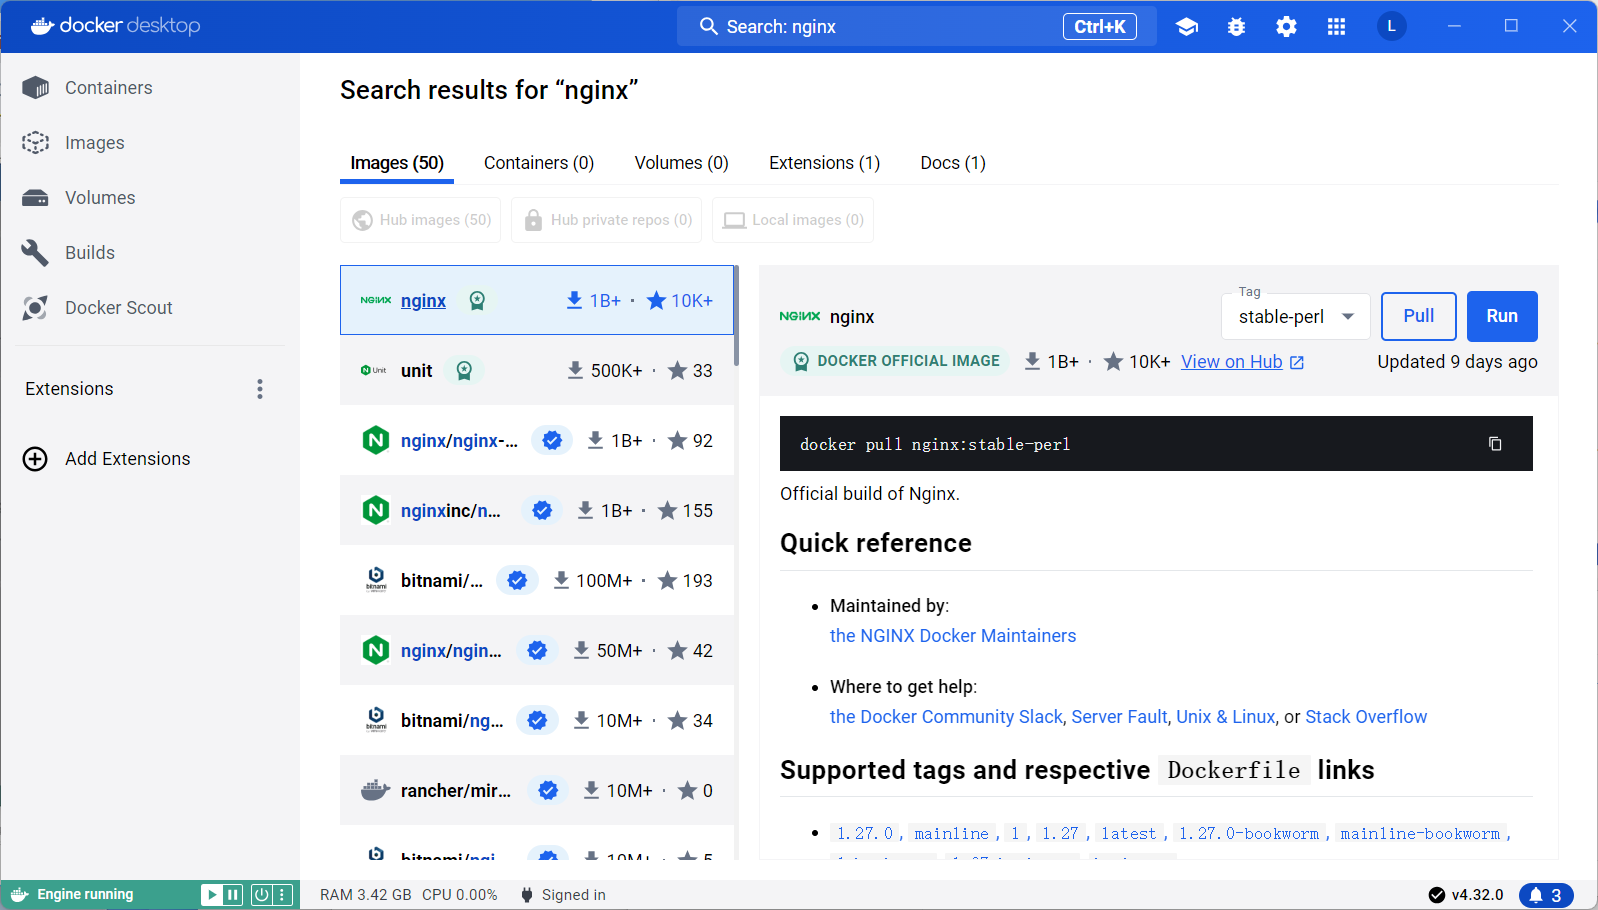 docker desktop
Search: nginx
Ctrl+K
L
Containers
Images
Volumes
Builds
Docker Scout
Extensions
Add Extensions
Search results for “nginx”
Images (50)
Containers (0)
Volumes (0)
Extensions (1)
Docs (1)
Hub images (50)
Hub private repos (0)
Local images (0)
NGINX nginx 1B+ · 10K+
N Unit unit 500K+ · 33
N nginx/nginx-... 1B+ · 92
N nginxinc/n... 1B+ · 155
bitnami bitnami/... 100M+ · 193
N nginx/ngin... 50M+ · 42
bitnami bitnami/ng... 10M+ · 34
rancher/mir... 10M+ · 0
bitnami/ngi 10M+ · 5
NGINX nginx
Tag
stable-perl
Pull
Run
DOCKER OFFICIAL IMAGE 1B+ · 10K+ View on Hub
Updated 9 days ago
docker pull nginx:stable-perl
Official build of Nginx.
Quick reference
• Maintained by:
the NGINX Docker Maintainers
• Where to get help:
the Docker Community Slack, Server Fault, Unix & Linux, or Stack Overflow
Supported tags and respective Dockerfile links
• 1.27.0, mainline, 1, 1.27, latest, 1.27.0-bookworm, mainline-bookworm,
Engine running
RAM 3.42 GB CPU 0.00%
Signed in
v4.32.0
3